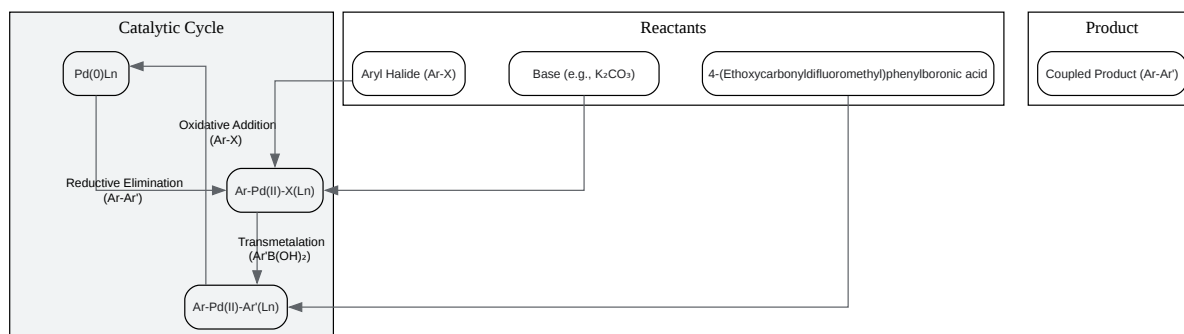 Catalytic Cycle
Reactants
Product
Pd(0)Ln
Aryl Halide (Ar-X)
Base (e.g., K₂CO₃)
4-(Ethoxycarbonyldifluoromethyl)phenylboronic acid
Coupled Product (Ar-Ar')
Oxidative Addition
(Ar-X)
Reductive Elimination
(Ar-Ar')
Ar-Pd(II)-X(Ln)
Transmetalation
(Ar'B(OH)₂)
Ar-Pd(II)-Ar'(Ln)